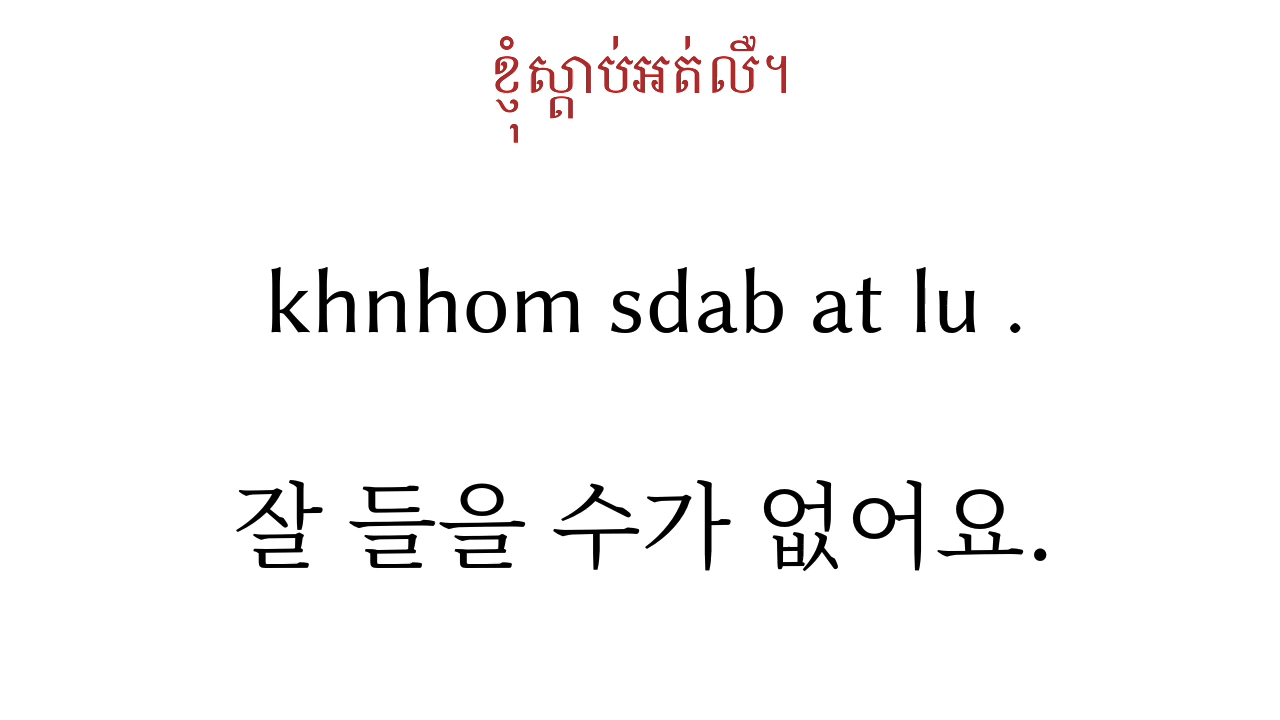 ខ្ញុំស្តាប់អត់លឺ។
khnhom sdab at lu .
잘 들을 수가 없어요.